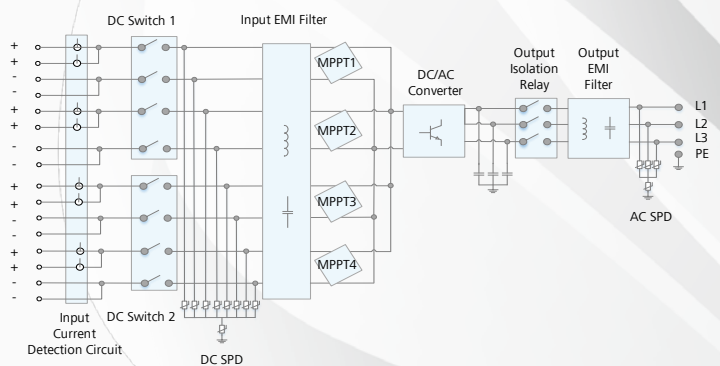 DC Switch 1
Input EMI Filter
+
+
-
-
+
+
-
-
+
+
-
-
+
+
-
-
MPPT1
MPPT2
MPPT3
MPPT4
DC/AC
Converter
Output
Isolation
Relay
Output
EMI
Filter
L1
L2
L3
PE
AC SPD
Input
Current
Detection Circuit
DC Switch 2
DC SPD